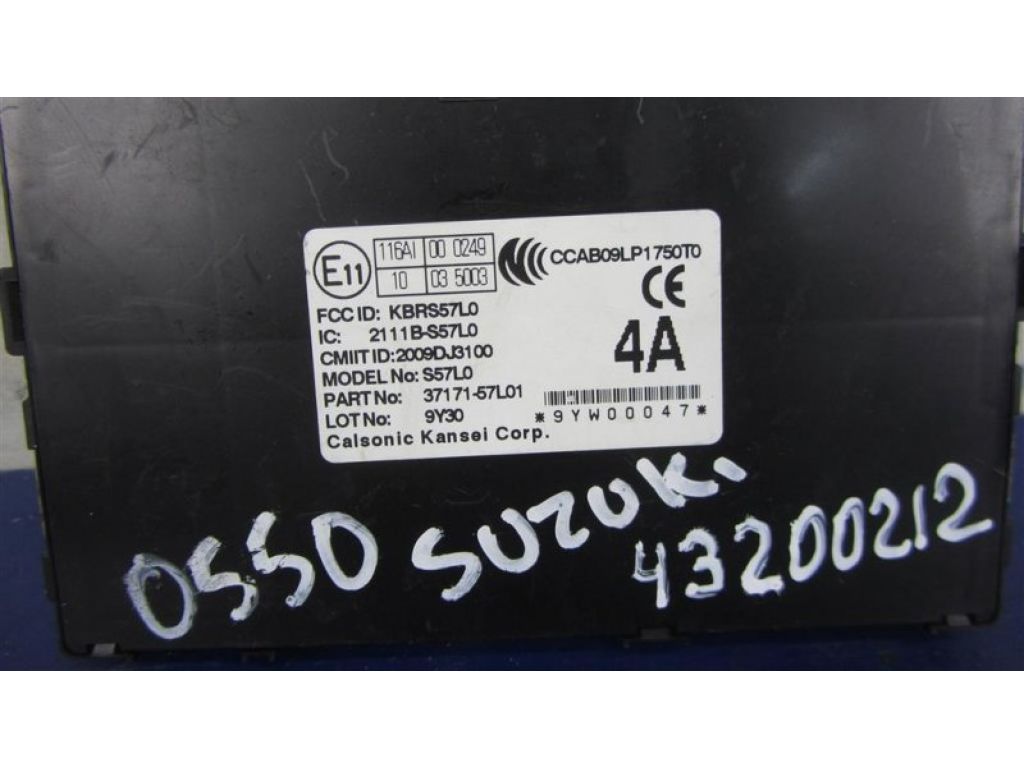 E11 116AI 00 0249 CCAB09LP1750T0
10 03 5003 CE
FCC ID: KBRS57L0
IC: 2111B-S57L0
CMIIT ID:2009DJ3100 4A
MODEL No: S57L0
PART No: 37171-57L01
LOT No: 9Y30 *9YW00047*
Calsonic Kansei Corp.
0550 SUZUKI
43200212